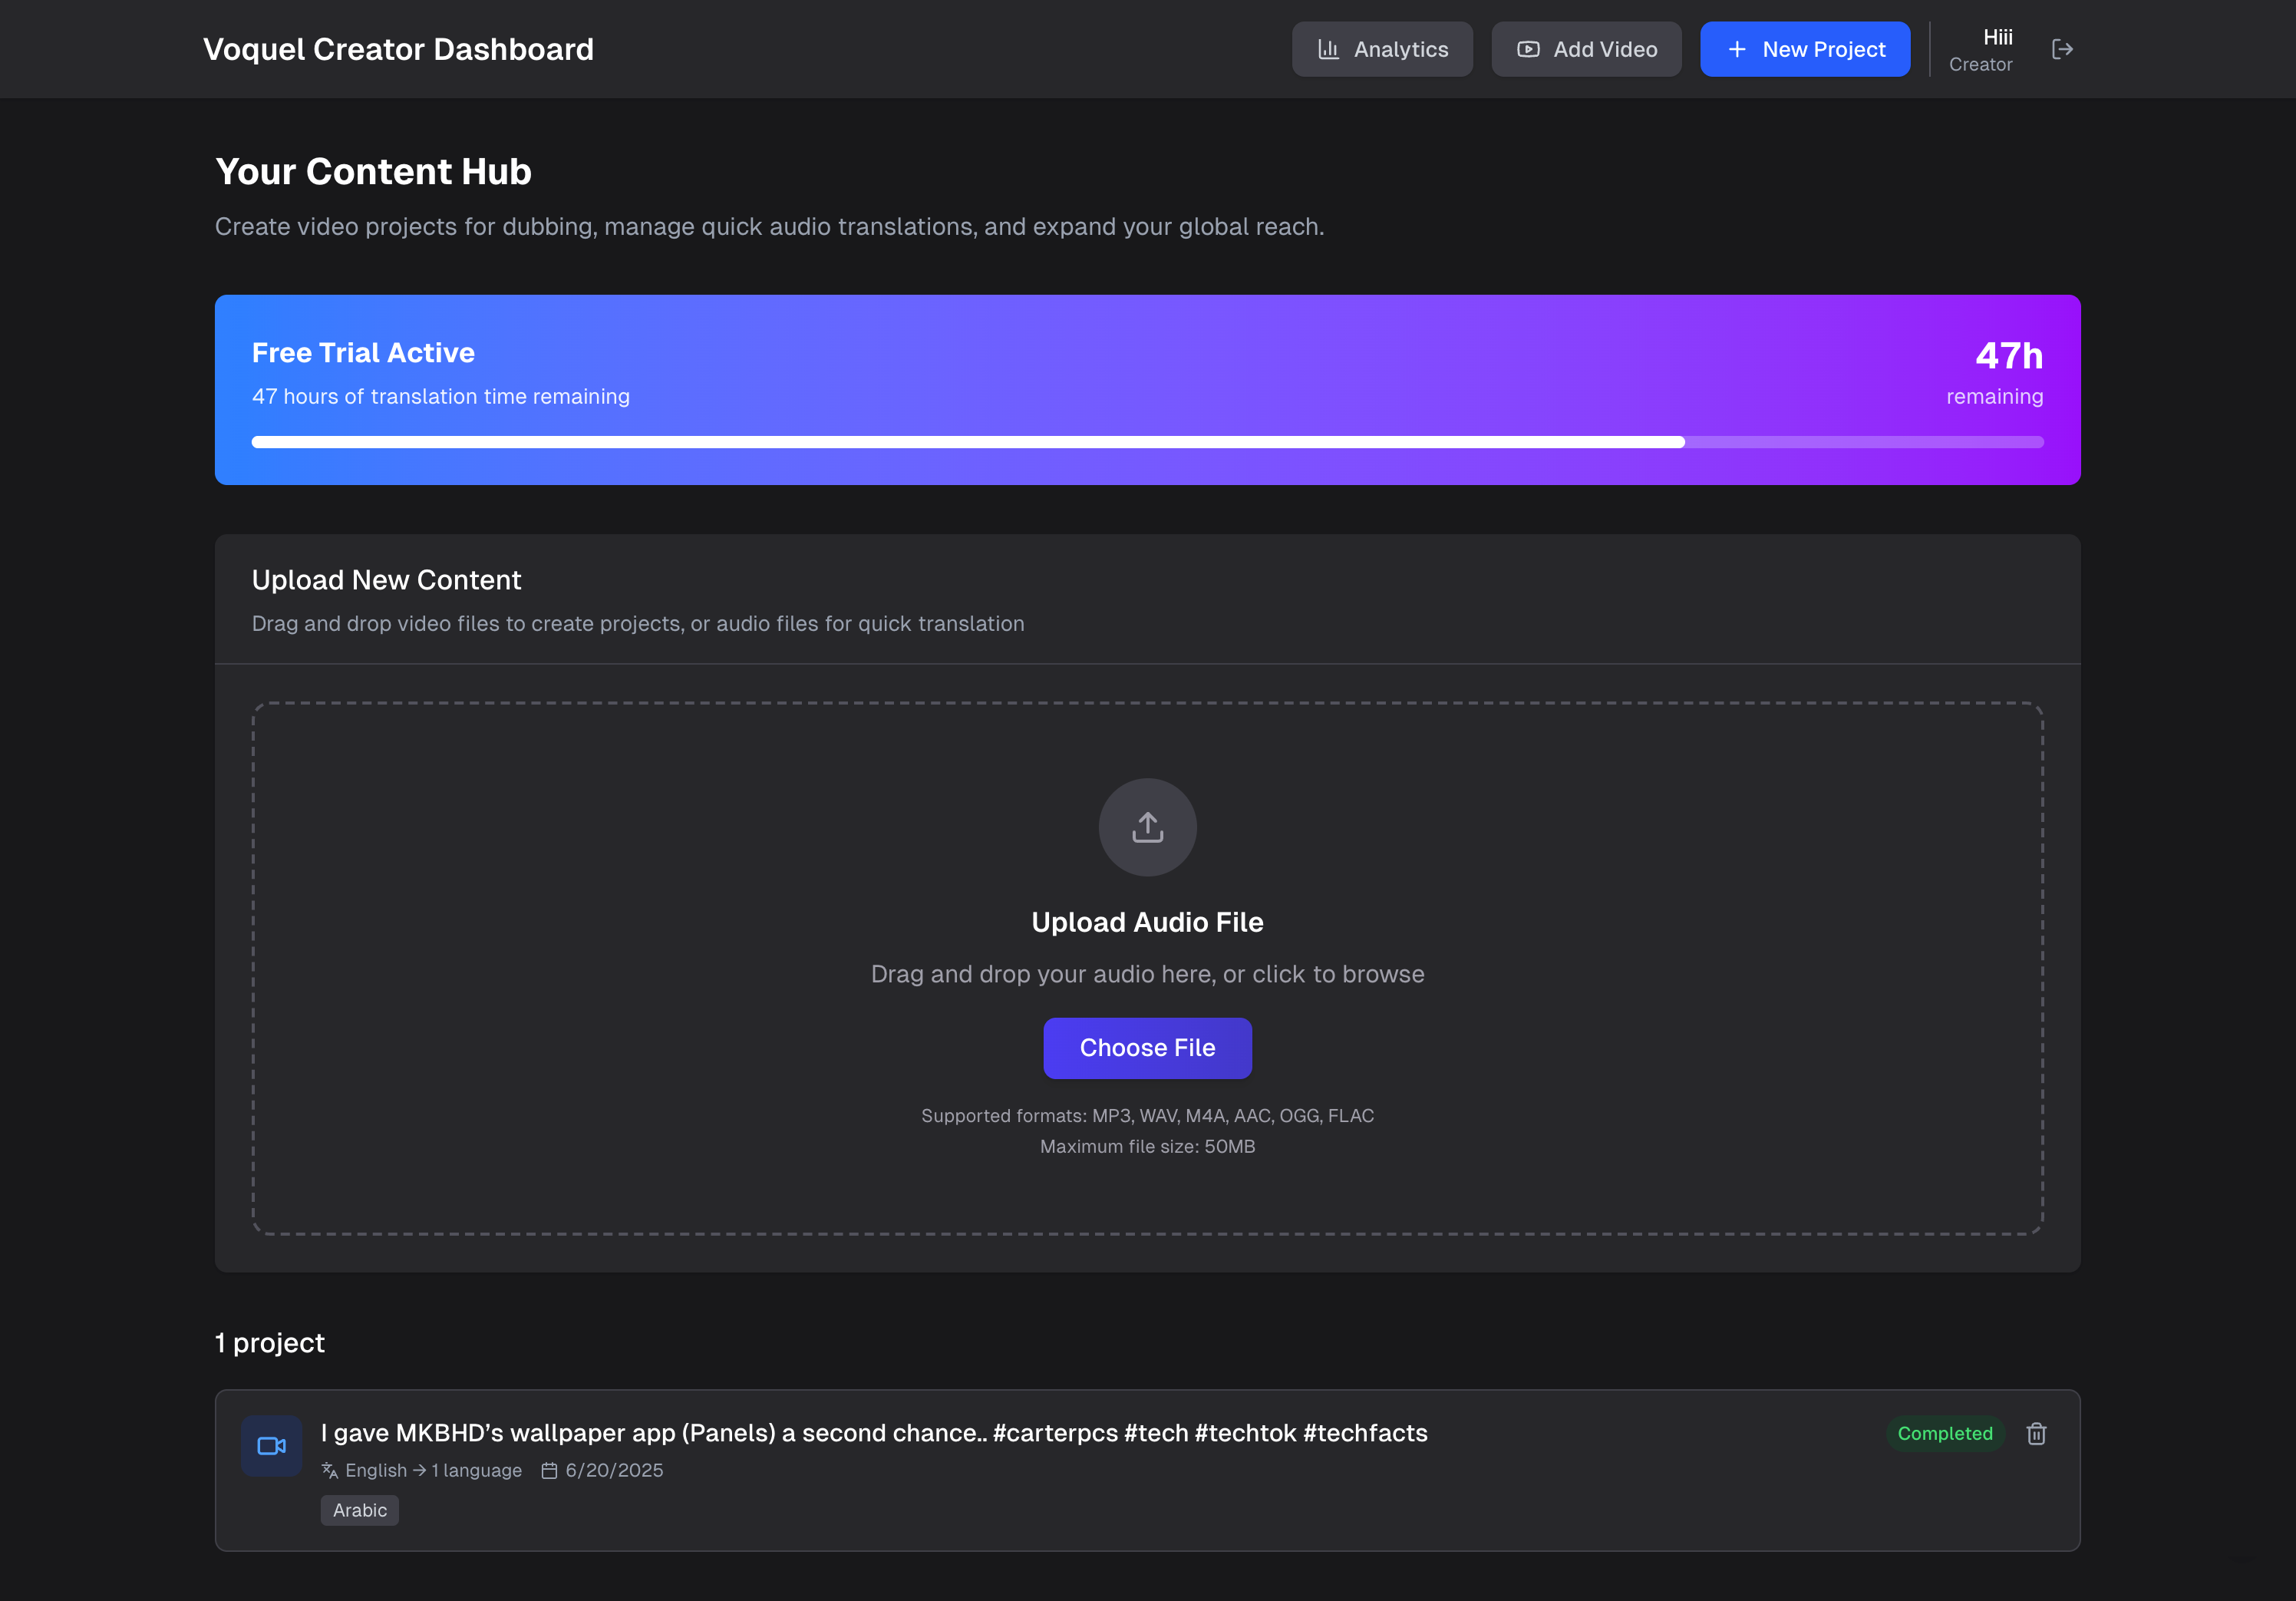 Voquel Creator Dashboard
Analytics
Add Video
New Project
Hiii
Creator
Your Content Hub
Create video projects for dubbing, manage quick audio translations, and expand your global reach.
Free Trial Active
47 hours of translation time remaining
47h
remaining
Upload New Content
Drag and drop video files to create projects, or audio files for quick translation
Upload Audio File
Drag and drop your audio here, or click to browse
Choose File
Supported formats: MP3, WAV, M4A, AAC, OGG, FLAC
Maximum file size: 50MB
1 project
I gave MKBHD’s wallpaper app (Panels) a second chance.. #carterpcs #tech #techtok #techfacts
Completed
English → 1 language 6/20/2025
Arabic